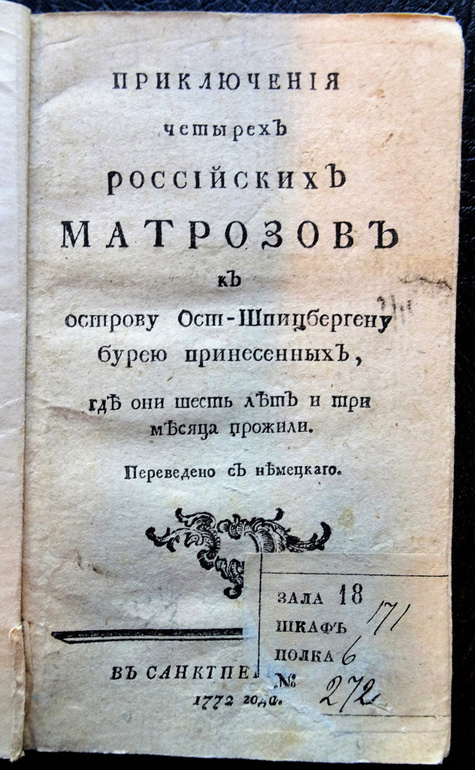 ПРИКЛЮЧЕНІЯ
четырехЪ
РОССІЙСКИХЪ
МАТРОЗОВЪ
кЪ
острову Ост-Шпицбергену
бурею принесенныхЪ,
гдѢ они шесть лѢтЪ и три
мѢсяца прожили.
Переведено сЪ нѢмецкаго.
ЗАЛА 18
ШКАФЪ 171
ПОЛКА 6
№ 272
ВЪ САНКТПЕ
1772 года.